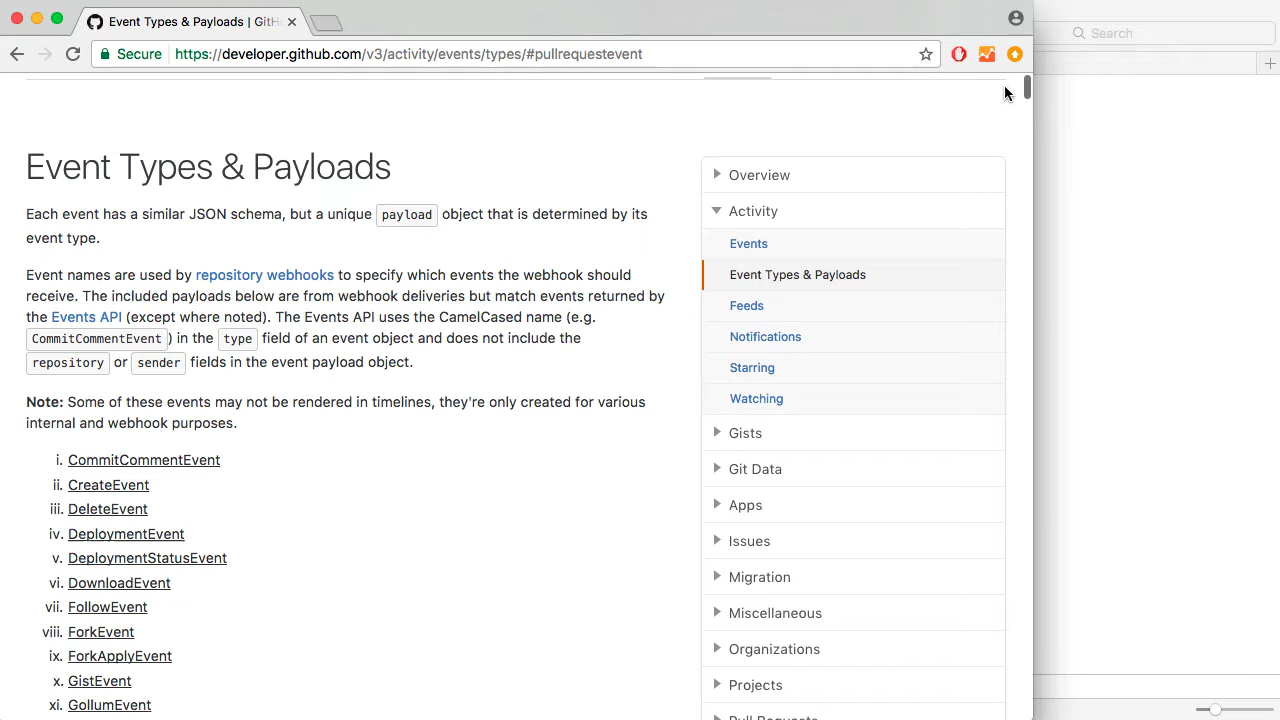 Event Types & Payloads | GitH
Search
Secure
https://developer.github.com/v3/activity/events/types/#pullrequestevent
Event Types & Payloads
Each event has a similar JSON schema, but a unique payload object that is determined by its
event type.
Event names are used by repository webhooks to specify which events the webhook should
receive. The included payloads below are from webhook deliveries but match events returned by
the Events API (except where noted). The Events API uses the CamelCased name (e.g.
CommitCommentEvent) in the type field of an event object and does not include the
repository or sender fields in the event payload object.
Note: Some of these events may not be rendered in timelines, they're only created for various
internal and webhook purposes.
i. CommitCommentEvent
ii. CreateEvent
iii. DeleteEvent
iv. DeploymentEvent
v. DeploymentStatusEvent
vi. DownloadEvent
vii. FollowEvent
viii. ForkEvent
ix. ForkApplyEvent
x. GistEvent
xi. GollumEvent
Overview
Activity
Events
Event Types & Payloads
Feeds
Notifications
Starring
Watching
Gists
Git Data
Apps
Issues
Migration
Miscellaneous
Organizations
Projects
Pull Requests